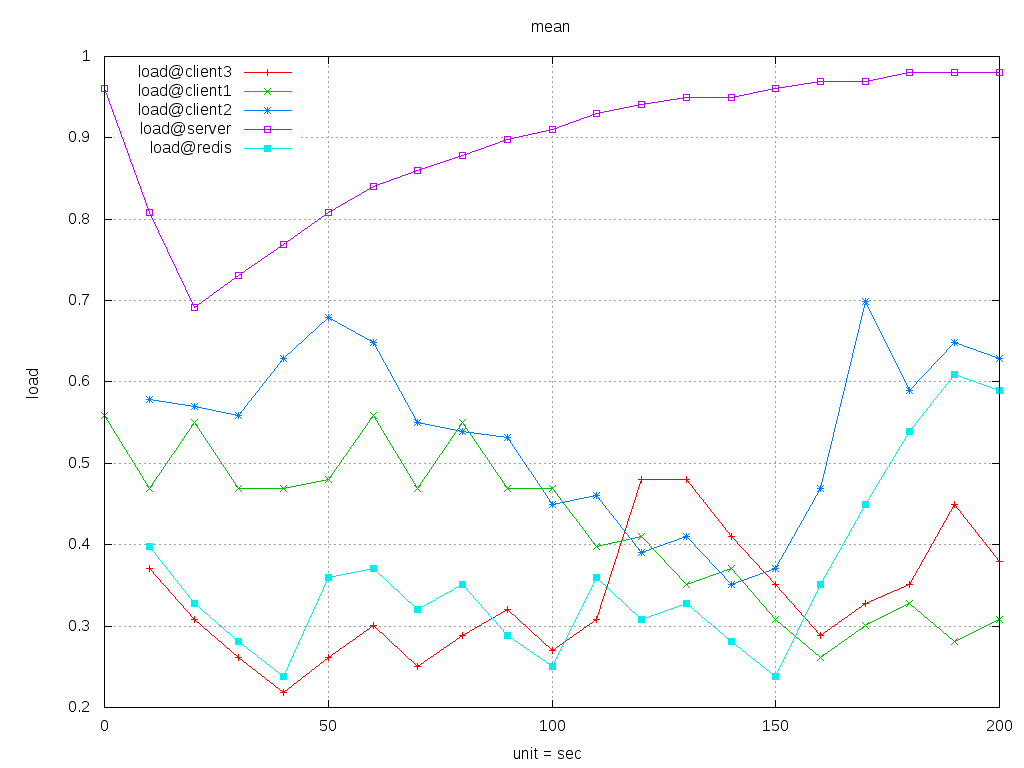 mean
load@client3
load@client1
load@client2
load@server
load@redis
load
1
0.9
0.8
0.7
0.6
0.5
0.4
0.3
0.2
0 50 100 150 200
unit = sec